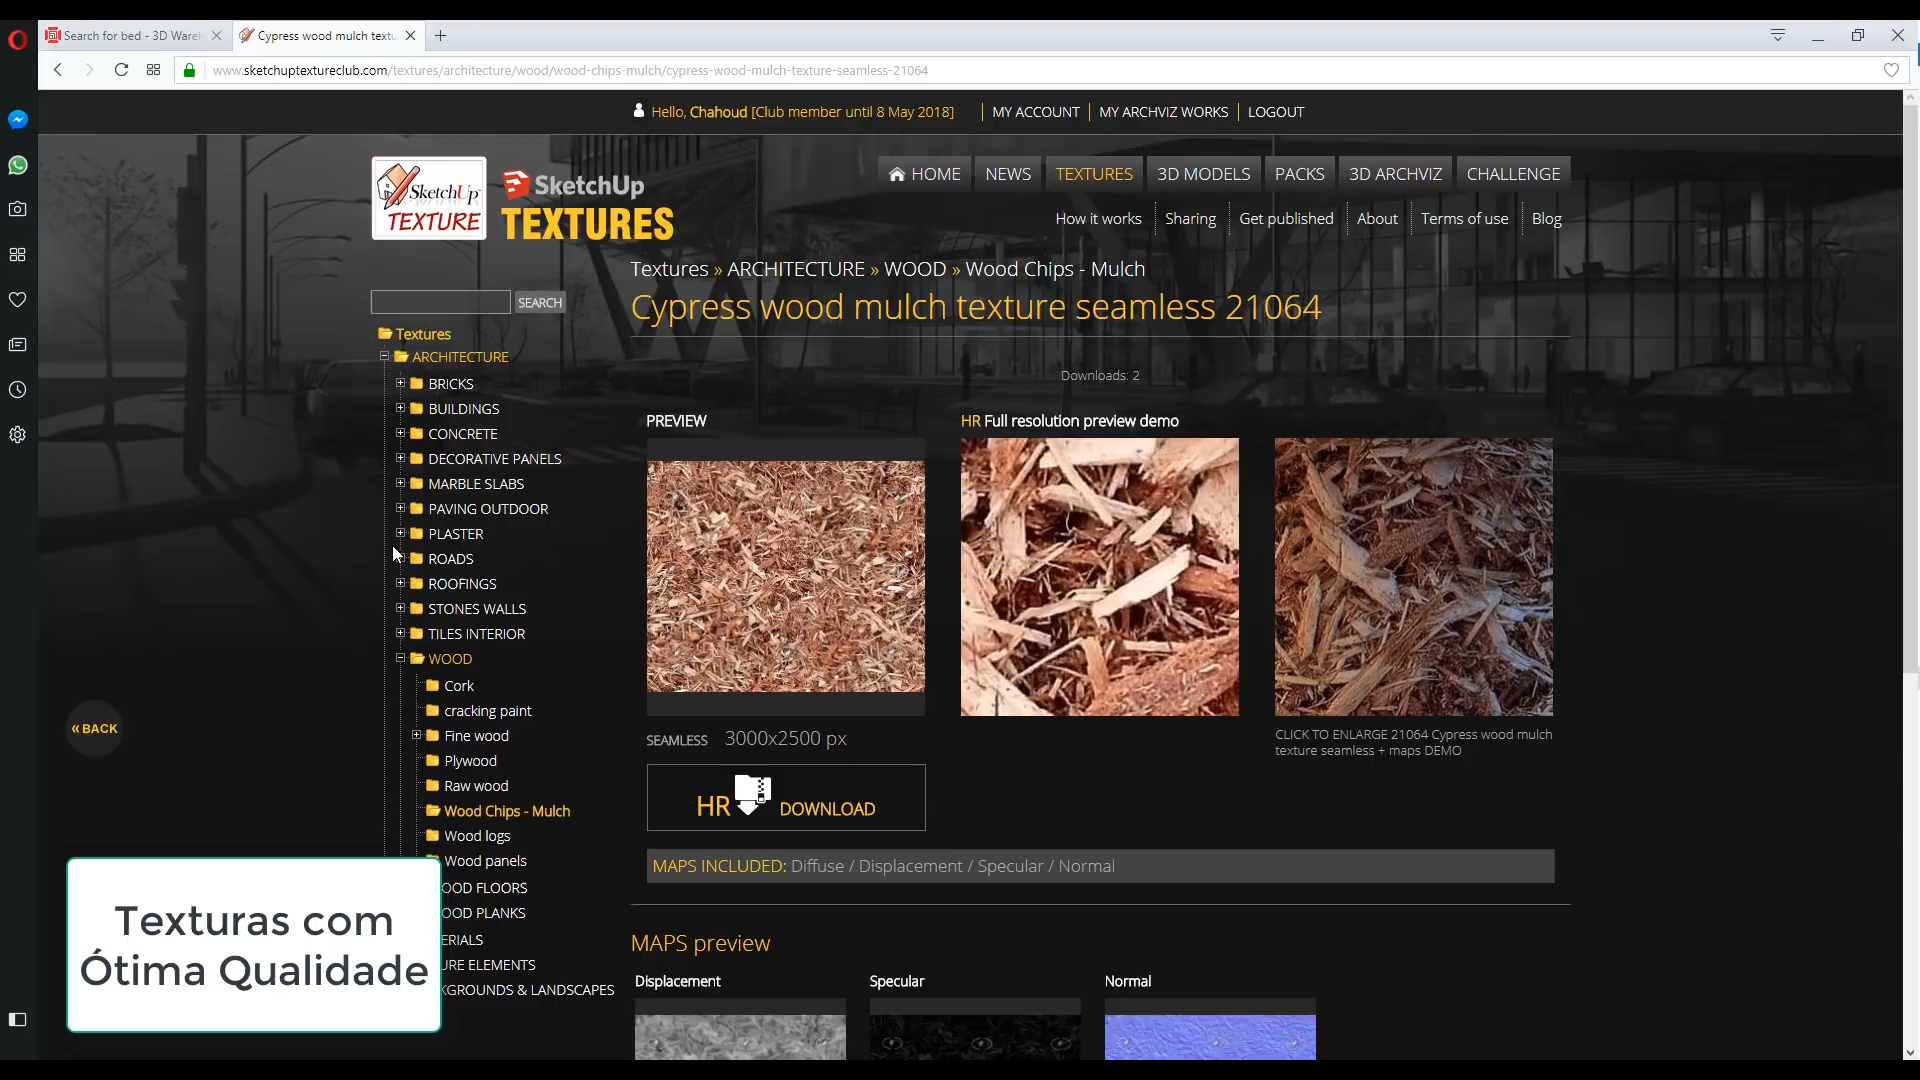 Search for bed - 3D Ware
Cypress wood mulch textu
www.sketchuptextureclub.com/textures/architecture/wood/wood-chips-mulch/cypress-wood-mulch-texture-seamless-21064
Hello, Chahoud [Club member until 8 May 2018]
MY ACCOUNT
MY ARCHVIZ WORKS
LOGOUT
SketchUp
TEXTURE
SketchUp
TEXTURES
HOME
NEWS
TEXTURES
3D MODELS
PACKS
3D ARCHVIZ
CHALLENGE
How it works
Sharing
Get published
About
Terms of use
Blog
Textures » ARCHITECTURE » WOOD » Wood Chips - Mulch
Cypress wood mulch texture seamless 21064
SEARCH
Textures
ARCHITECTURE
BRICKS
BUILDINGS
CONCRETE
DECORATIVE PANELS
MARBLE SLABS
PAVING OUTDOOR
PLASTER
ROADS
ROOFINGS
STONES WALLS
TILES INTERIOR
WOOD
Cork
cracking paint
Fine wood
Plywood
Raw wood
Wood Chips - Mulch
Wood logs
Wood panels
OOD FLOORS
OOD PLANKS
ERIALS
URE ELEMENTS
KGROUNDS & LANDSCAPES
« BACK
Downloads: 2
PREVIEW
HR Full resolution preview demo
SEAMLESS 3000x2500 px
CLICK TO ENLARGE 21064 Cypress wood mulch
texture seamless + maps DEMO
HR DOWNLOAD
MAPS INCLUDED: Diffuse / Displacement / Specular / Normal
MAPS preview
Displacement
Specular
Normal
Texturas com
Ótima Qualidade